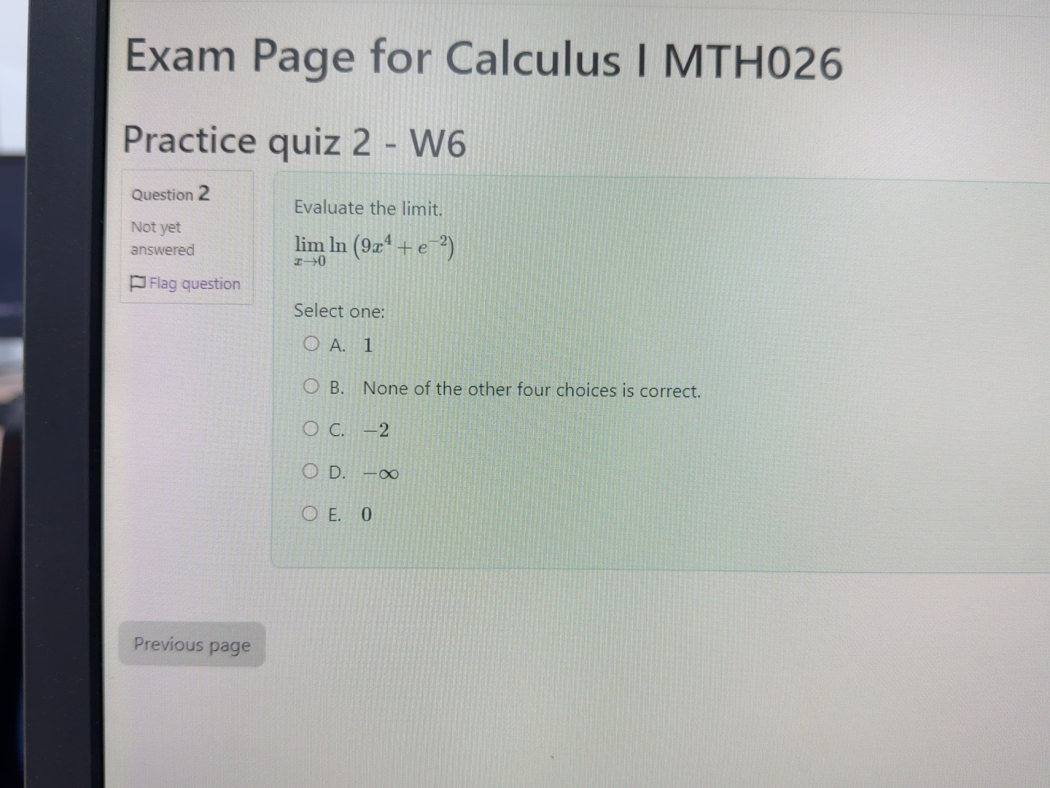 Exam Page for Calculus I MTH026
Practice quiz 2 - W6
Question 2
Not yet
answered
Flag question
Evaluate the limit.
lim ln (9x⁴ + e⁻²)
x→0
Select one:
A. 1
B. None of the other four choices is correct.
C. −2
D. −∞
E. 0
Previous page